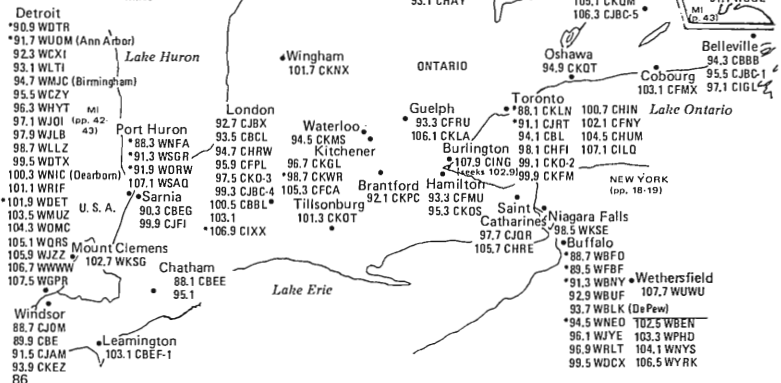 Detroit
*90.9 WDTR
*91.7 WUOM (Ann Arbor)
92.3 WCXI
93.1 WLTI
94.7 WMJC (Birmingham)
95.5 WCZY
96.3 WHYT
97.1 WJOI
97.9 WJLB
98.7 WLLZ
99.5 WDTX
100.3 WNIC (Dearborn)
101.1 WRIF
*101.9 WDET
103.5 WMUZ
104.3 WOMC
105.1 WQRS
105.9 WJZZ
106.7 WWWW
107.5 WGPR
Lake Huron
MI
(pp. 42-
43)
U. S. A.
Port Huron
*88.3 WNFA
*91.3 WSGR
*91.9 WORW
107.1 WSAQ
Sarnia
90.3 CBEG
99.9 CJFI
Mount Clemens
102.7 WKSG
Chatham
88.1 CBEE
95.1
Windsor
88.7 CJOM
89.9 CBE
91.5 CJAM
93.9 CKEZ
86
Leamington
103.1 CBEF-1
London
92.7 CJBX
93.5 CBCL
94.7 CHRW
95.9 CFPL
97.5 CKO-3
99.3 CJBC-4
100.5 CBBL
103.1
*106.9 CIXX
Wingham
101.7 CKNX
93.1 CHAY
ONTARIO
Waterloo
94.5 CKMS
Kitchener
96.7 CKGL
*98.7 CKWR
105.3 CFCA
Tillsonburg
101.3 CKOT
Guelph
93.3 CFRU
106.1 CKLA
Brantford
92.1 CKPC
Burlington
107.9 CING
(seeks 102.9)
Hamilton
93.3 CFMU
95.3 CKDS
Lake Erie
105.1 CKQM
106.3 CJBC-5
Oshawa
94.9 CKQT
Toronto
*88.1 CKLN
*91.1 CJRT
94.1 CBL
98.1 CHFI
99.1 CKO-2
99.9 CKFM
100.7 CHIN
102.1 CFNY
104.5 CHUM
107.1 CILQ
Lake Ontario
MI
(p. 43)
Belleville
94.3 CBBB
95.5 CJBC-1
97.1 CIGL
Cobourg
103.1 CFMX
NEW YORK
(pp. 18-19)
Saint
Catharines
97.7 CJQR
105.7 CHRE
Niagara Falls
98.5 WKSE
Buffalo
*88.7 WBFO
*89.5 WFBF
*91.3 WBNY
92.9 WBUF
93.7 WBLK (DePew)
*94.5 WNED
96.1 WJYE
96.9 WRLT
99.5 WDCX
102.5 WBEN
103.3 WPHD
104.1 WNYS
106.5 WYRK
Wethersfield
107.7 WUWU